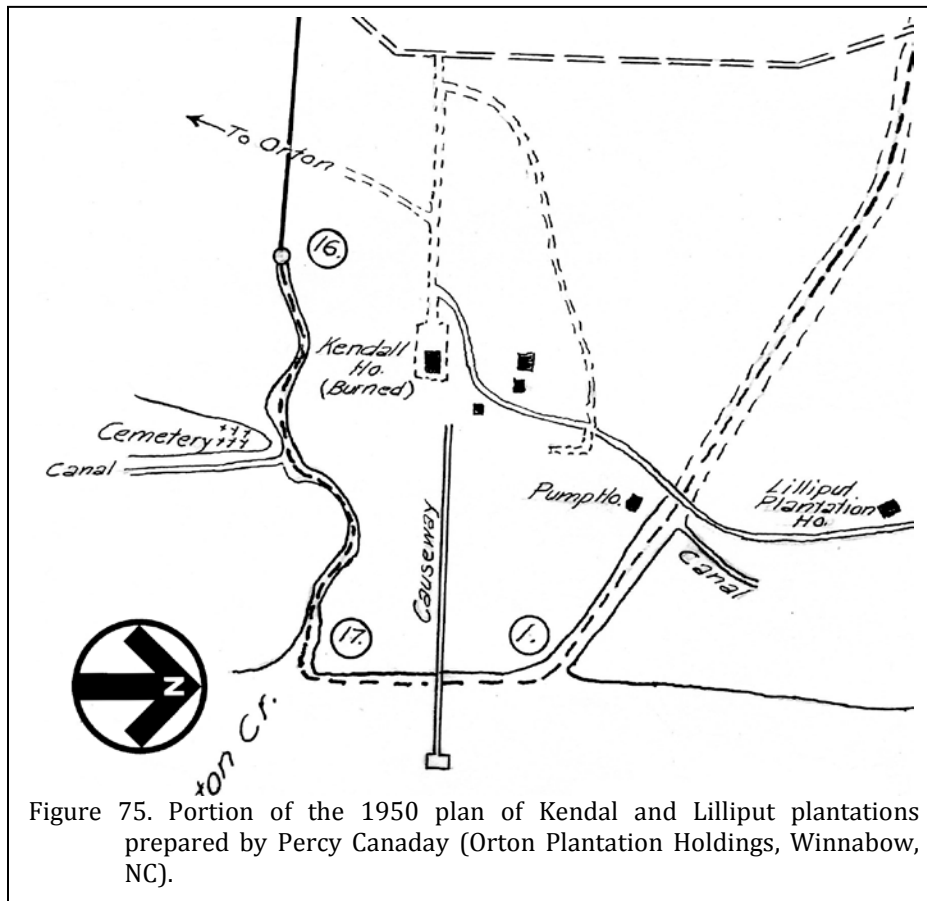 To Orton
16.
Kendall
Ho.
(Burned)
Cemetery
Canal
Pump Ho.
Lilliput
Plantation
Ho.
Causeway
Canal
17.
1.
N
on Cr.
Figure 75. Portion of the 1950 plan of Kendal and Lilliput plantations
prepared by Percy Canaday (Orton Plantation Holdings, Winnabow,
NC).